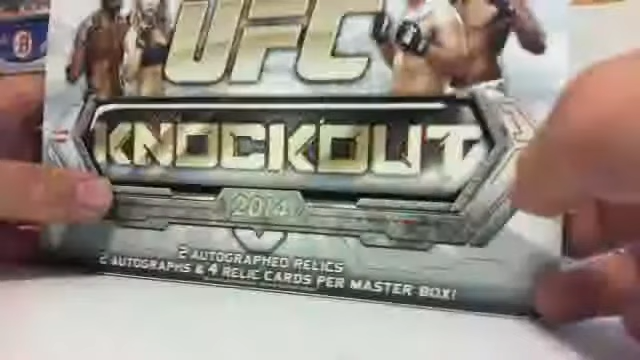 UFC
KNOCKOUT
2014
2 AUTOGRAPHED RELICS
2 AUTOGRAPHS & 4 RELIC CARDS PER MASTER BOX!